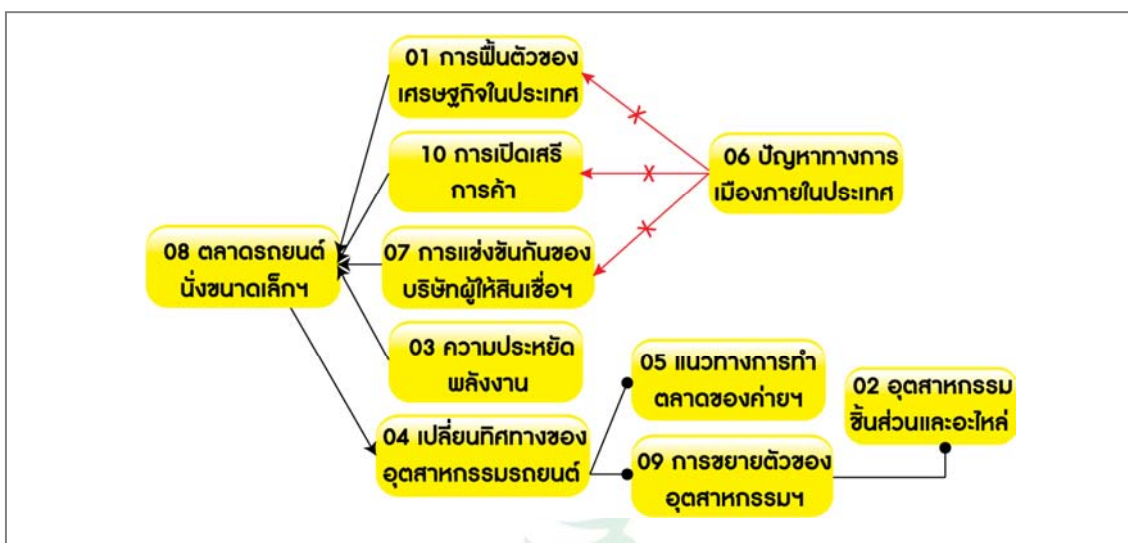 01 การฟื้นตัวของ
เศรษฐกิจในประเทศ
10 การเปิดเสรี
การค้า
06 ปัญหาทางการ
เมืองภายในประเทศ
08 ตลาดรถยนต์
นั่งขนาดเล็กฯ
07 การแข่งขันกันของ
บริษัทผู้ให้สินเชื่อฯ
03 ความประหยัด
พลังงาน
05 แนวทางการทำ
ตลาดของค่ายฯ
02 อุตสาหกรรม
ชิ้นส่วนและอะไหล่
04 เปลี่ยนทิศทางของ
อุตสาหกรรมรถยนต์
09 การขยายตัวของ
อุตสาหกรรมฯ